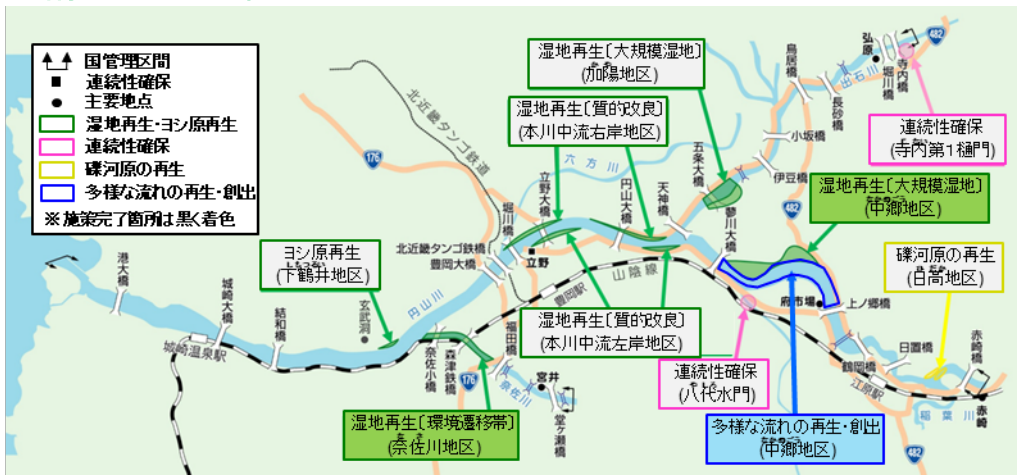 国管理区間
連続性確保
主要地点
湿地再生・ヨシ原再生
連続性確保
礫河原の再生
多様な流れの再生・創出
※施策完了箇所は黒く着色
湿地再生〔大規模湿地〕
(加陽地区)
湿地再生〔質的改良〕
(本川中流右岸地区)
連続性確保
(寺内第1樋門)
湿地再生〔大規模湿地〕
(中郷地区)
礫河原の再生
(日高地区)
ヨシ原再生
(下鶴井地区)
湿地再生〔質的改良〕
(本川中流左岸地区)
連続性確保
(八代水門)
湿地再生〔環境遷移帯〕
(奈佐川地区)
多様な流れの再生・創出
(中郷地区)
港大橋
城崎大橋
城崎温泉駅
結和橋
玄武洞
円山川
奈佐小橋
森津鉄橋
176
176
福田橋
奈佐川
宮井
堂ヶ瀬橋
北近畿タンゴ鉄道
北近畿タンゴ鉄橋
豊岡大橋
堀川橋
立野大橋
立野
豊岡駅
山陰線
六方川
円山大橋
天神橋
五条大橋
蓼川大橋
伊豆橋
小坂橋
鳥居橋
長砂橋
出石川
弘原
堀川橋
寺内橋
482
482
482
府市場
上ノ郷橋
鶴岡橋
日置橋
江原駅
稲葉川
赤崎橋
赤崎